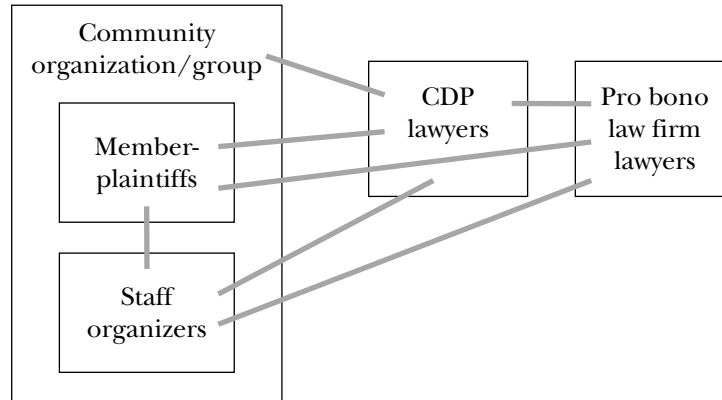 Community
organization/group
CDP
lawyers
Pro bono
law firm
lawyers
Member-
plaintiffs
Staff
organizers